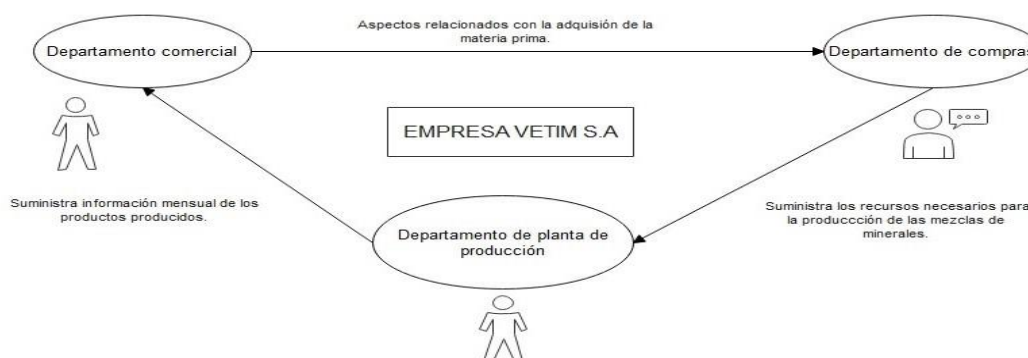 Aspectos relacionados con la adquisión de la
materia prima.
Departamento comercial
Departamento de compras
EMPRESA VETIM S.A
Suministra información mensual de los
productos producidos.
Suministra los recursos necesarios para
la produccción de las mezclas de
minerales.
Departamento de planta de
producción